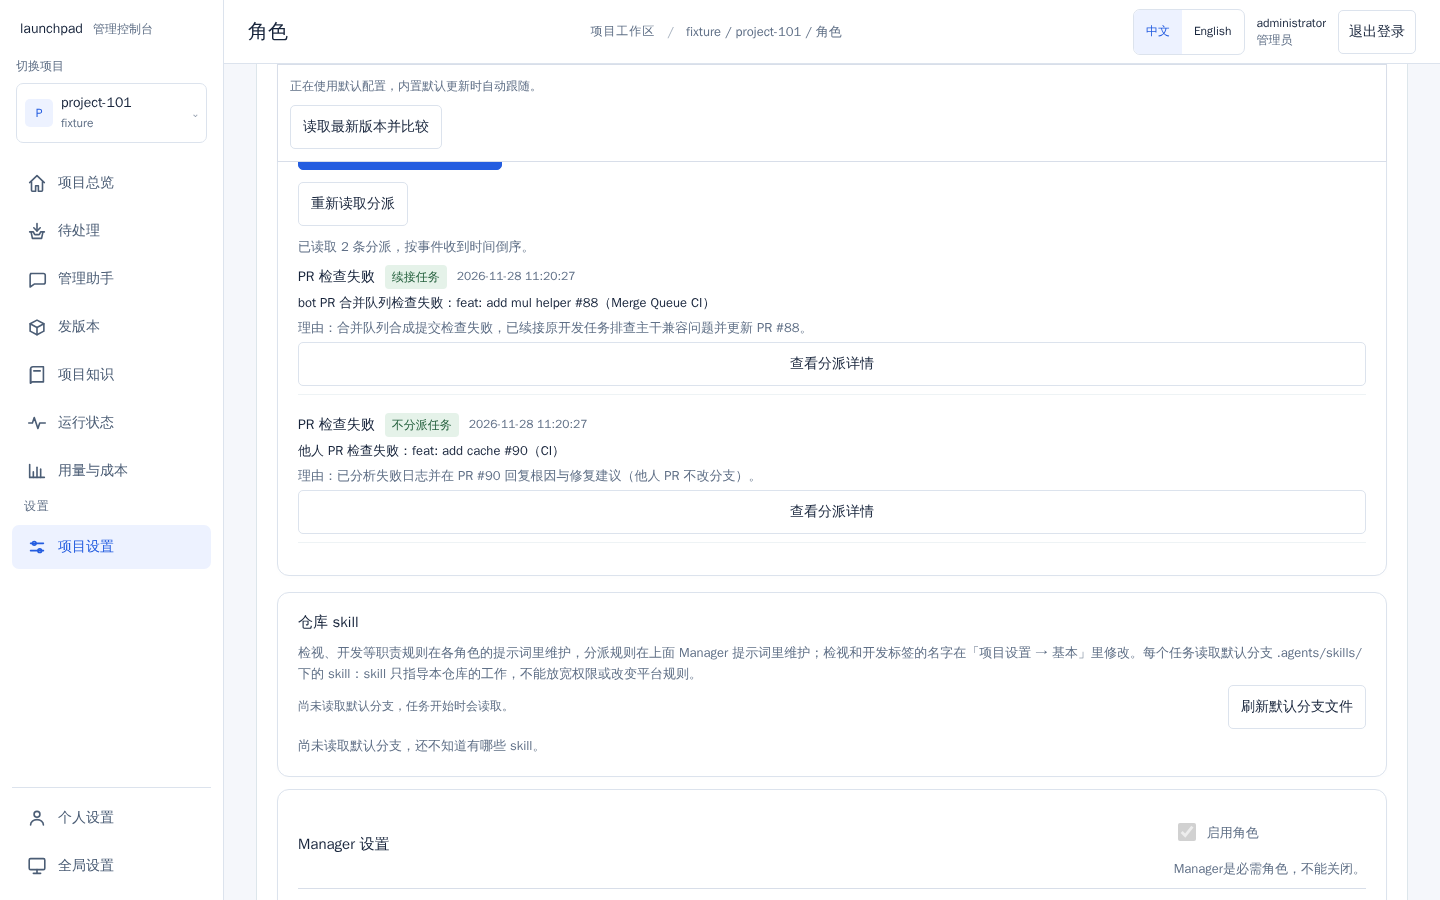 launchpad 管理控制台
切换项目
P
project-101
fixture
项目总览
待处理
管理助手
发版本
项目知识
运行状态
用量与成本
设置
项目设置
个人设置
全局设置
角色
项目工作区 / fixture / project-101 / 角色
中文 English
administrator
管理员
退出登录
正在使用默认配置，内置默认更新时自动跟随。
读取最新版本并比较
重新读取分派
已读取 2 条分派，按事件收到时间倒序。
PR 检查失败 续接任务 2026-11-28 11:20:27
bot PR 合并队列检查失败：feat: add mul helper #88（Merge Queue CI）
理由：合并队列合成提交检查失败，已续接原开发任务排查主干兼容问题并更新 PR #88。
查看分派详情
PR 检查失败 不分派任务 2026-11-28 11:20:27
他人 PR 检查失败：feat: add cache #90（CI）
理由：已分析失败日志并在 PR #90 回复根因与修复建议（他人 PR 不改分支）。
查看分派详情
仓库 skill
检视、开发等职责规则在各角色的提示词里维护，分派规则在上面 Manager 提示词里维护；检视和开发标签的名字在「项目设置 → 基本」里修改。每个任务读取默认分支 .agents/skills/
下的 skill：skill 只指导本仓库的工作，不能放宽权限或改变平台规则。
尚未读取默认分支，任务开始时会读取。
刷新默认分支文件
尚未读取默认分支，还不知道有哪些 skill。
Manager 设置
启用角色
Manager是必需角色，不能关闭。